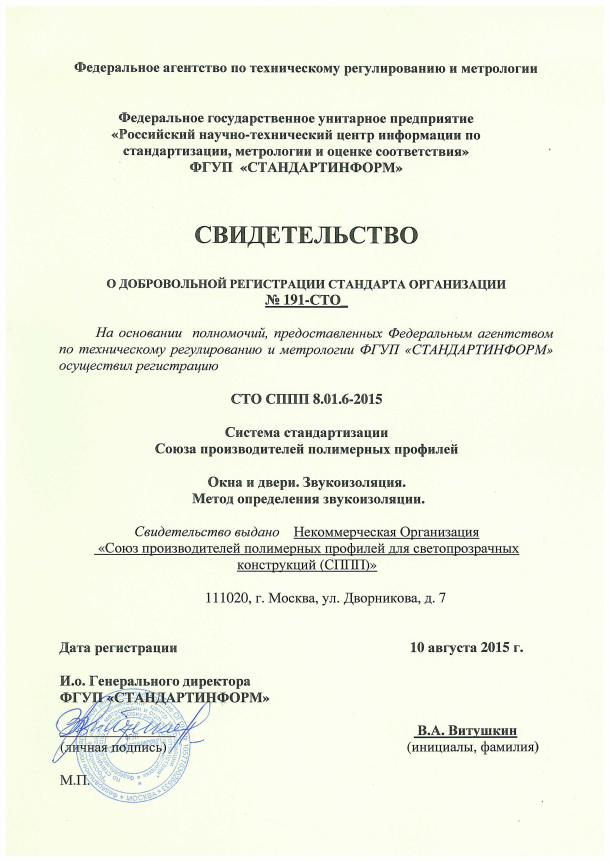 Федеральное агентство по техническому регулированию и метрологии
Федеральное государственное унитарное предприятие
«Российский научно-технический центр информации по
стандартизации, метрологии и оценке соответствия»
ФГУП «СТАНДАРТИНФОРМ»
СВИДЕТЕЛЬСТВО
О ДОБРОВОЛЬНОЙ РЕГИСТРАЦИИ СТАНДАРТА ОРГАНИЗАЦИИ
№ 191-СТО
На основании полномочий, предоставленных Федеральным агентством
по техническому регулированию и метрологии ФГУП «СТАНДАРТИНФОРМ»
осуществил регистрацию
СТО СППП 8.01.6-2015
Система стандартизации
Союза производителей полимерных профилей
Окна и двери. Звукоизоляция.
Метод определения звукоизоляции.
Свидетельство выдано Некоммерческая Организация
«Союз производителей полимерных профилей для светопрозрачных
конструкций (СППП)»
111020, г. Москва, ул. Дворникова, д. 7
Дата регистрации 10 августа 2015 г.
И.о. Генерального директора
ФГУП «СТАНДАРТИНФОРМ»
В.А. Витушкин
(личная подпись) (инициалы, фамилия)
М.П.
МОСКВА